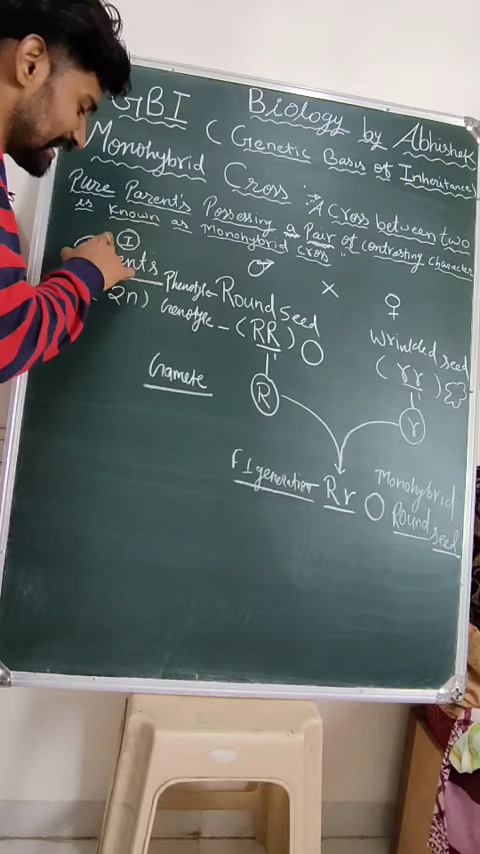 GBI Biology by Abhishek
( Genetic Basis of Inheritance)
Monohybrid Cross :→ "A Cross between two
Pure Parent's Possessing a Pair of contrasting character
is known as Monohybrid cross"
I
♂ × ♀
Phenotype - Round seed Wrinkled seed
2n) Genotype - (RR) (rr)
Gamete R r
F1 generation Rr Monohybrid
Round seed